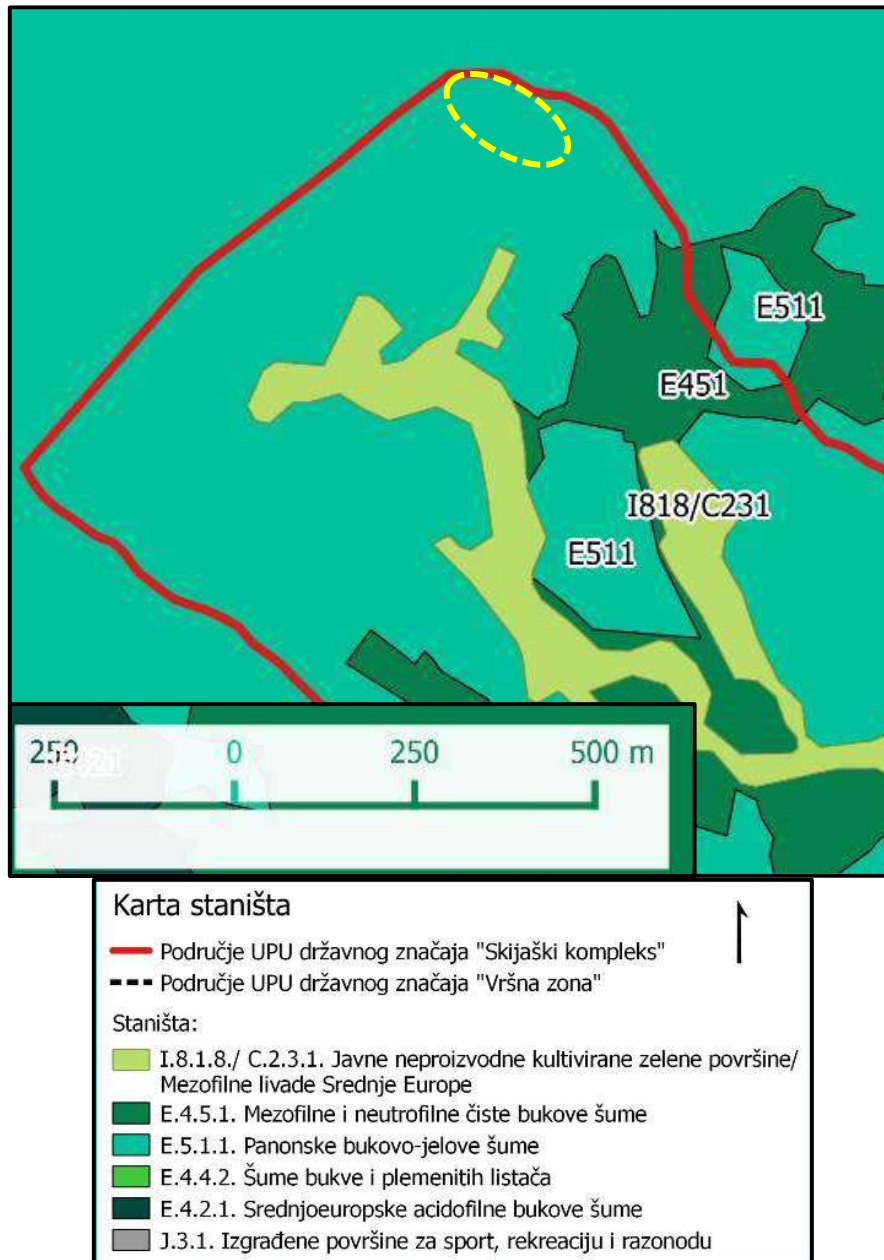 E511
E451
I818/C231
E511
250 0 250 500 m
Karta staništa
Područje UPU državnog značaja "Skijaški kompleks"
Područje UPU državnog značaja "Vršna zona"
Staništa:
I.8.1.8./ C.2.3.1. Javne neproizvodne kultivirane zelene površine/
Mezofilne livade Srednje Europe
E.4.5.1. Mezofilne i neutrofilne čiste bukove šume
E.5.1.1. Panonske bukovo-jelove šume
E.4.4.2. Šume bukve i plemenitih listača
E.4.2.1. Srednjoeuropske acidofilne bukove šume
J.3.1. Izgrađene površine za sport, rekreaciju i razonodu